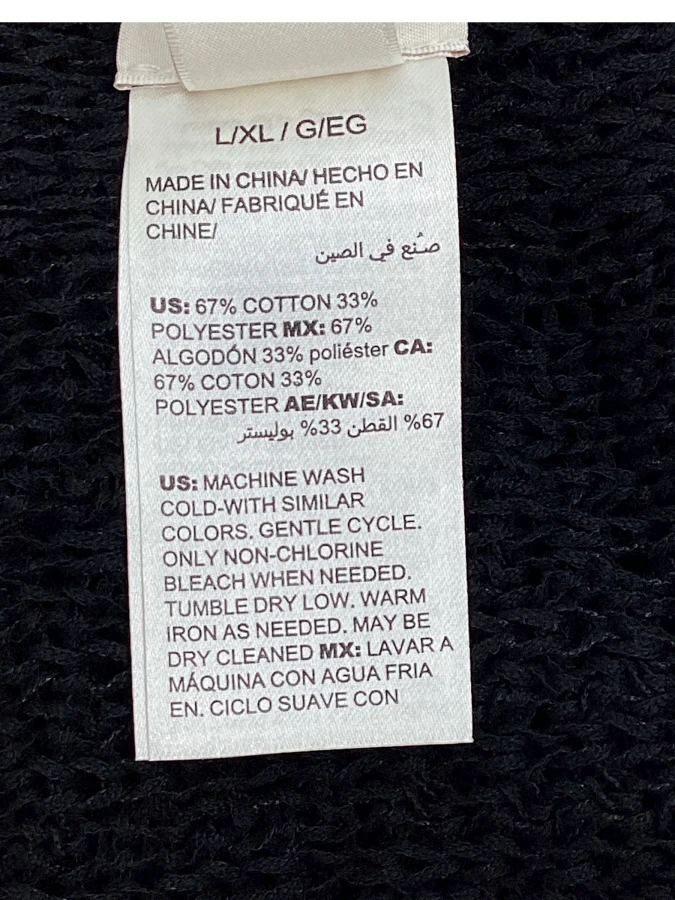 L/XL / G/EG
MADE IN CHINA/ HECHO EN
CHINA/ FABRIQUÉ EN
CHINE/
صُنع في الصين
US: 67% COTTON 33%
POLYESTER MX: 67%
ALGODÓN 33% poliéster CA:
67% COTON 33%
POLYESTER AE/KW/SA:
67% القطن 33% بوليستر
US: MACHINE WASH
COLD-WITH SIMILAR
COLORS. GENTLE CYCLE.
ONLY NON-CHLORINE
BLEACH WHEN NEEDED.
TUMBLE DRY LOW. WARM
IRON AS NEEDED. MAY BE
DRY CLEANED MX: LAVAR A
MÁQUINA CON AGUA FRIA
EN. CICLO SUAVE CON